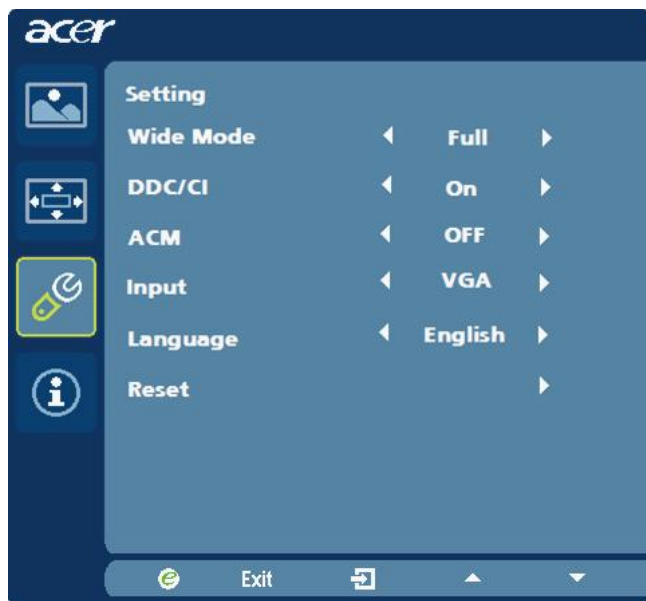 acer
Setting
Wide Mode Full
DDC/CI On
ACM OFF
Input VGA
Language English
Reset
e Exit